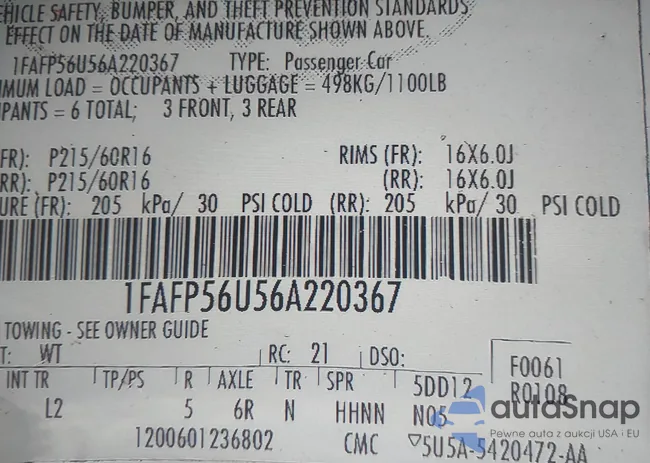 VEHICLE SAFETY, BUMPER, AND THEFT PREVENTION STANDARDS
EFFECT ON THE DATE OF MANUFACTURE SHOWN ABOVE.
1FAFP56U56A220367 TYPE: Passenger Car
MUM LOAD = OCCUPANTS + LUGGAGE = 498KG/1100LB
PANTS = 6 TOTAL; 3 FRONT, 3 REAR
(FR): P215/60R16 RIMS (FR): 16X6.0J
(RR): P215/60R16 (RR): 16X6.0J
URE (FR): 205 kPa/ 30 PSI COLD (RR): 205 kPa/ 30 PSI COLD
1FAFP56U56A220367
TOWING - SEE OWNER GUIDE
T: WT RC: 21 DSO: F0061
INT TR TP/PS R AXLE TR SPR 5DD12 R0108
L2 5 6R N HHNN N05
autoSnap
Pewne auta z aukcji USA i EU
1200601236802 CMC ▽5U5A-5420472-AA